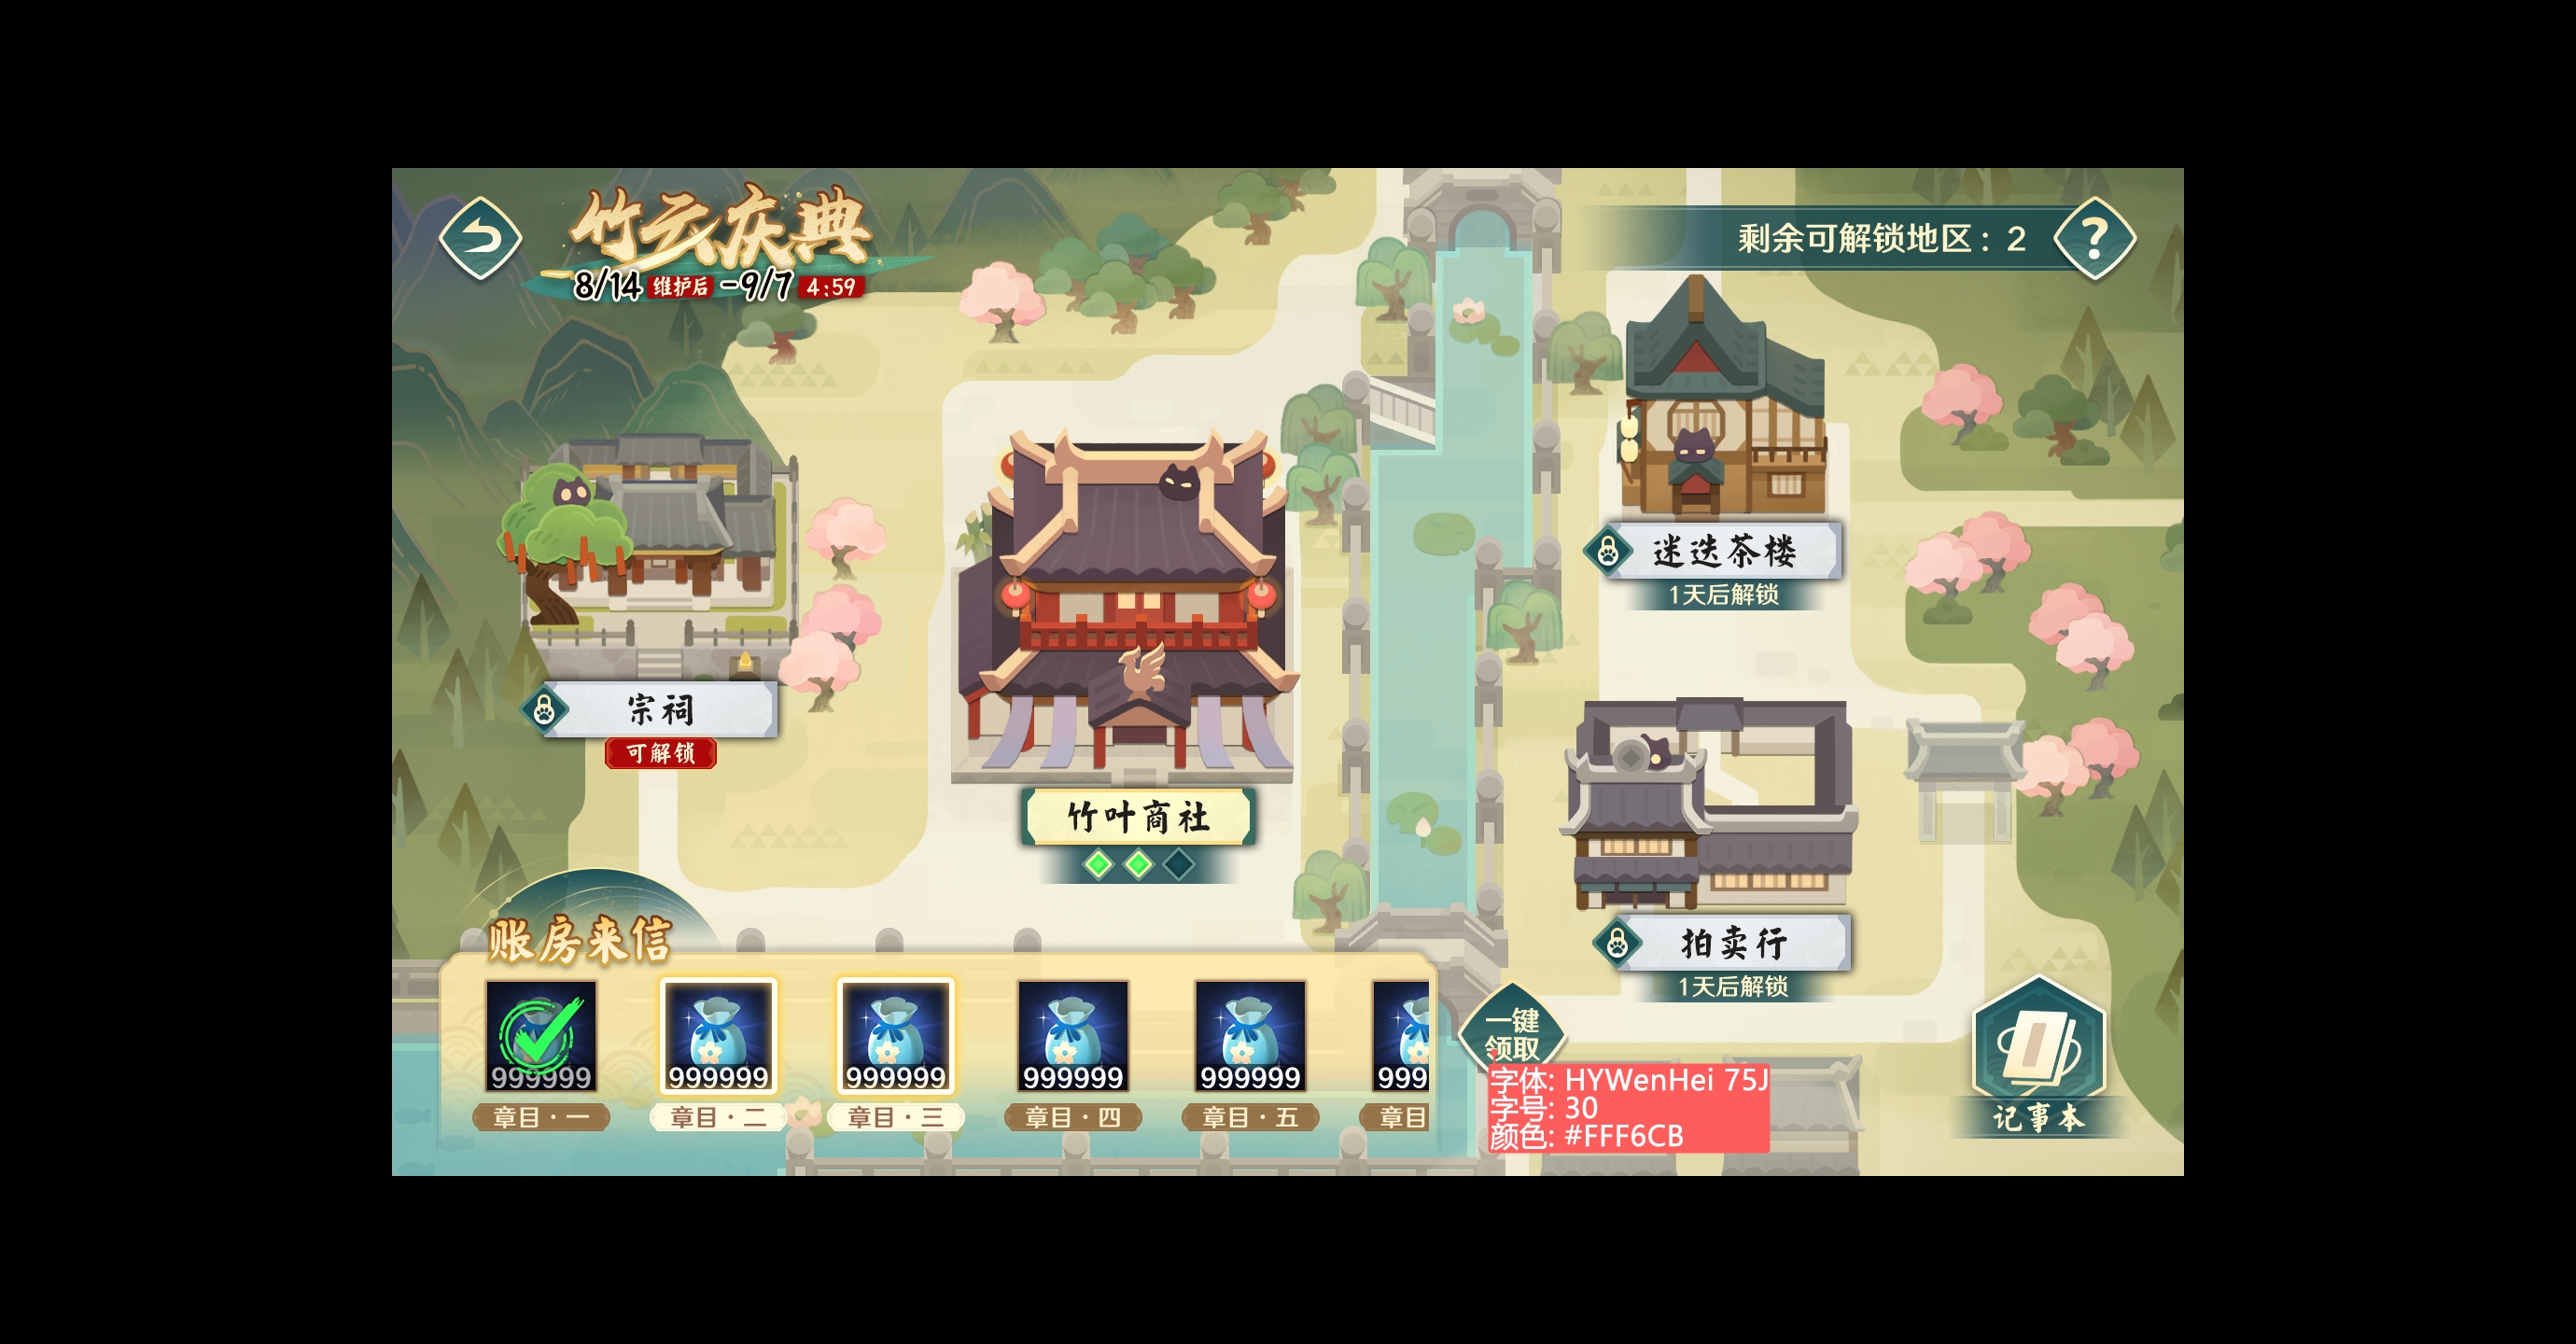 竹云庆典
8/14 维护后 -9/7 4:59
剩余可解锁地区：2
?
迷迭茶楼
1天后解锁
宗祠
可解锁
竹叶商社
拍卖行
1天后解锁
账房来信
999999
999999
999999
999999
999999
999
章目·一
章目·二
章目·三
章目·四
章目·五
章目
一键
领取
字体: HYWenHei 75J
字号: 30
颜色: #FFF6CB
记事本